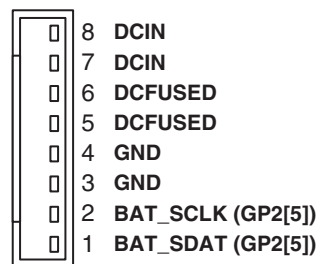 8 DCIN
7 DCIN
6 DCFUSED
5 DCFUSED
4 GND
3 GND
2 BAT_SCLK (GP2[5])
1 BAT_SDAT (GP2[5])